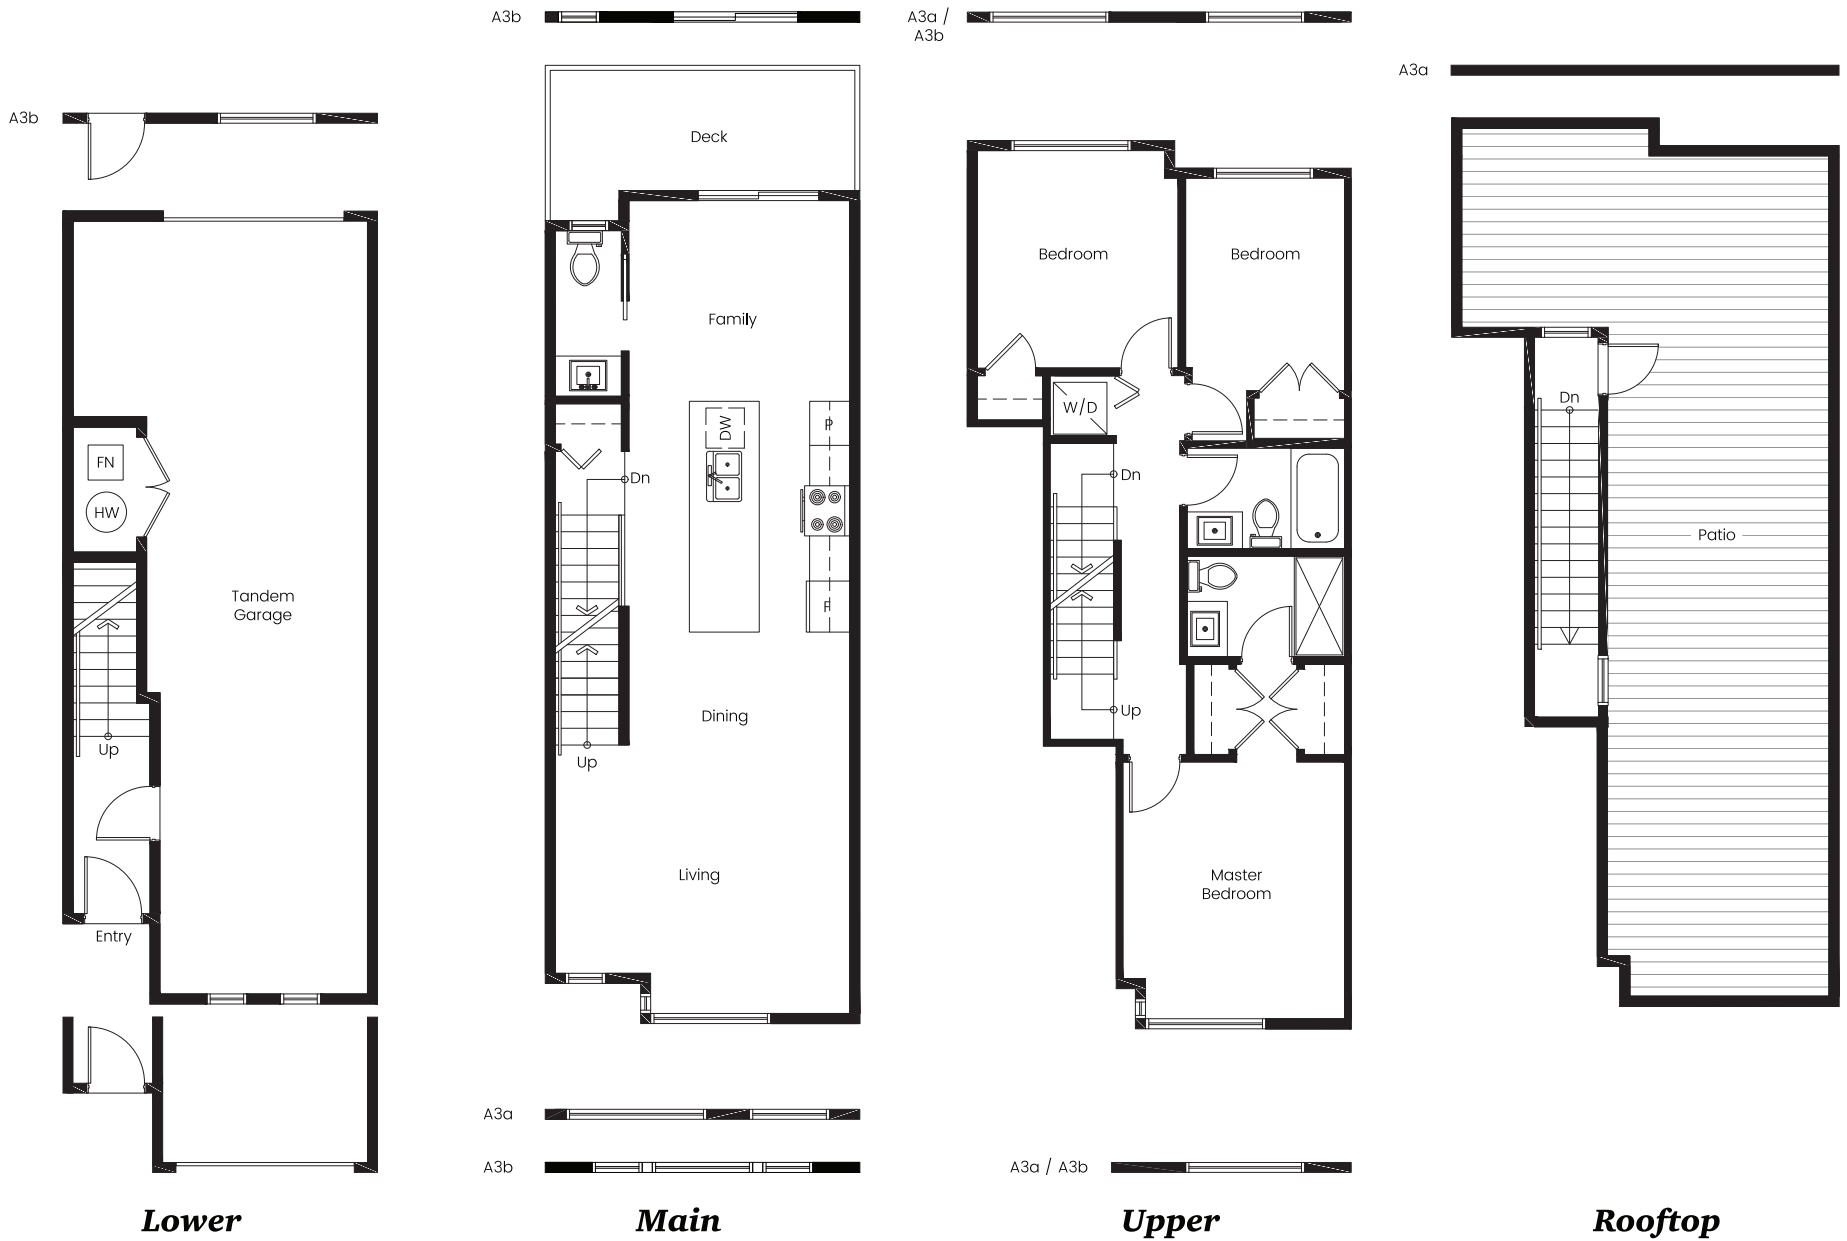 A3b
FN
HW
Tandem
Garage
Up
Entry
Lower
A3b
Deck
Family
DW
P
Dn
F
Dining
Up
Living
A3a
A3b
Main
A3a /
A3b
Bedroom
Bedroom
W/D
Dn
Up
Master
Bedroom
A3a / A3b
Upper
A3a
Dn
Patio
Rooftop